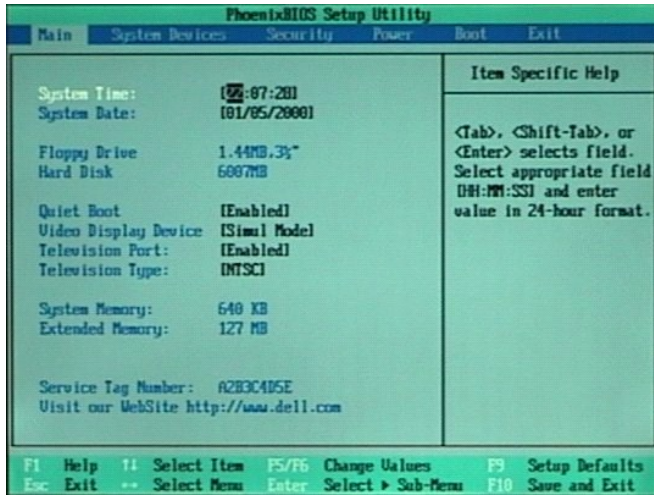 PhoenixBIOS Setup Utility
Main System Devices Security Power Boot Exit
Item Specific Help
System Time: [22:07:28]
System Date: [01/05/2000]
<Tab>, <Shift-Tab>, or
<Enter> selects field.
Select appropriate field
[HH:MM:SS] and enter
value in 24-hour format.
Floppy Drive 1.44MB,3½"
Hard Disk 6007MB
Quiet Boot [Enabled]
Video Display Device [Simul Mode]
Television Port: [Enabled]
Television Type: [NTSC]
System Memory: 640 KB
Extended Memory: 127 MB
Service Tag Number: A2B3C4D5E
Visit our WebSite http://www.dell.com
F1 Help ↑↓ Select Item F5/F6 Change Values F9 Setup Defaults
Esc Exit ↔ Select Menu Enter Select ▸ Sub-Menu F10 Save and Exit